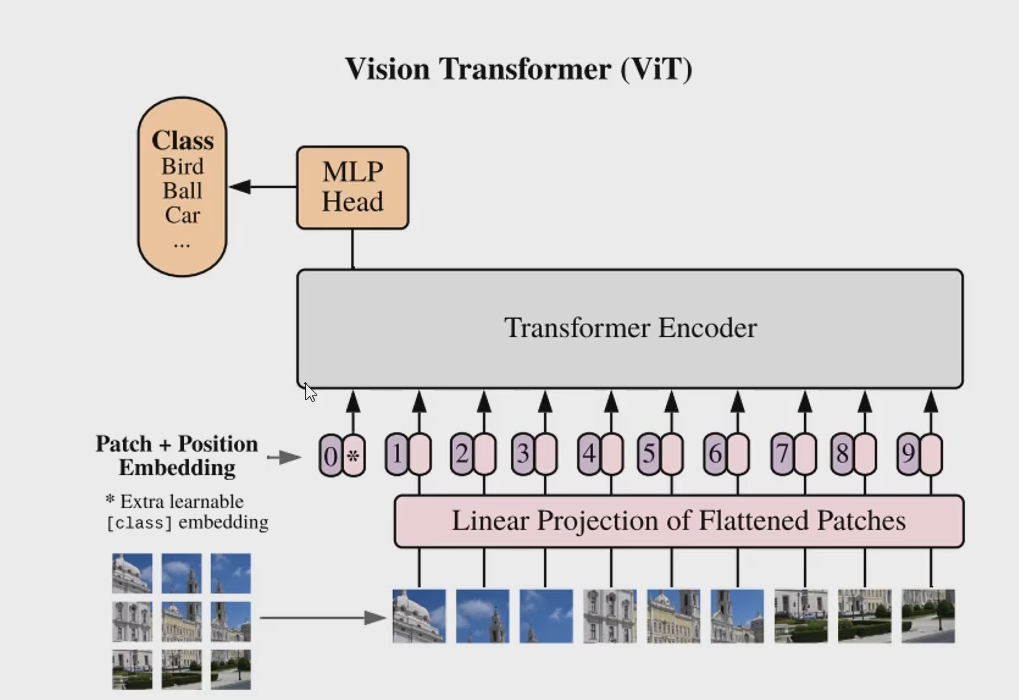 Vision Transformer (ViT)
Class
Bird
Ball
Car
...
MLP
Head
Transformer Encoder
Patch + Position
Embedding
0 * 1 2 3 4 5 6 7 8 9
* Extra learnable
[class] embedding
Linear Projection of Flattened Patches